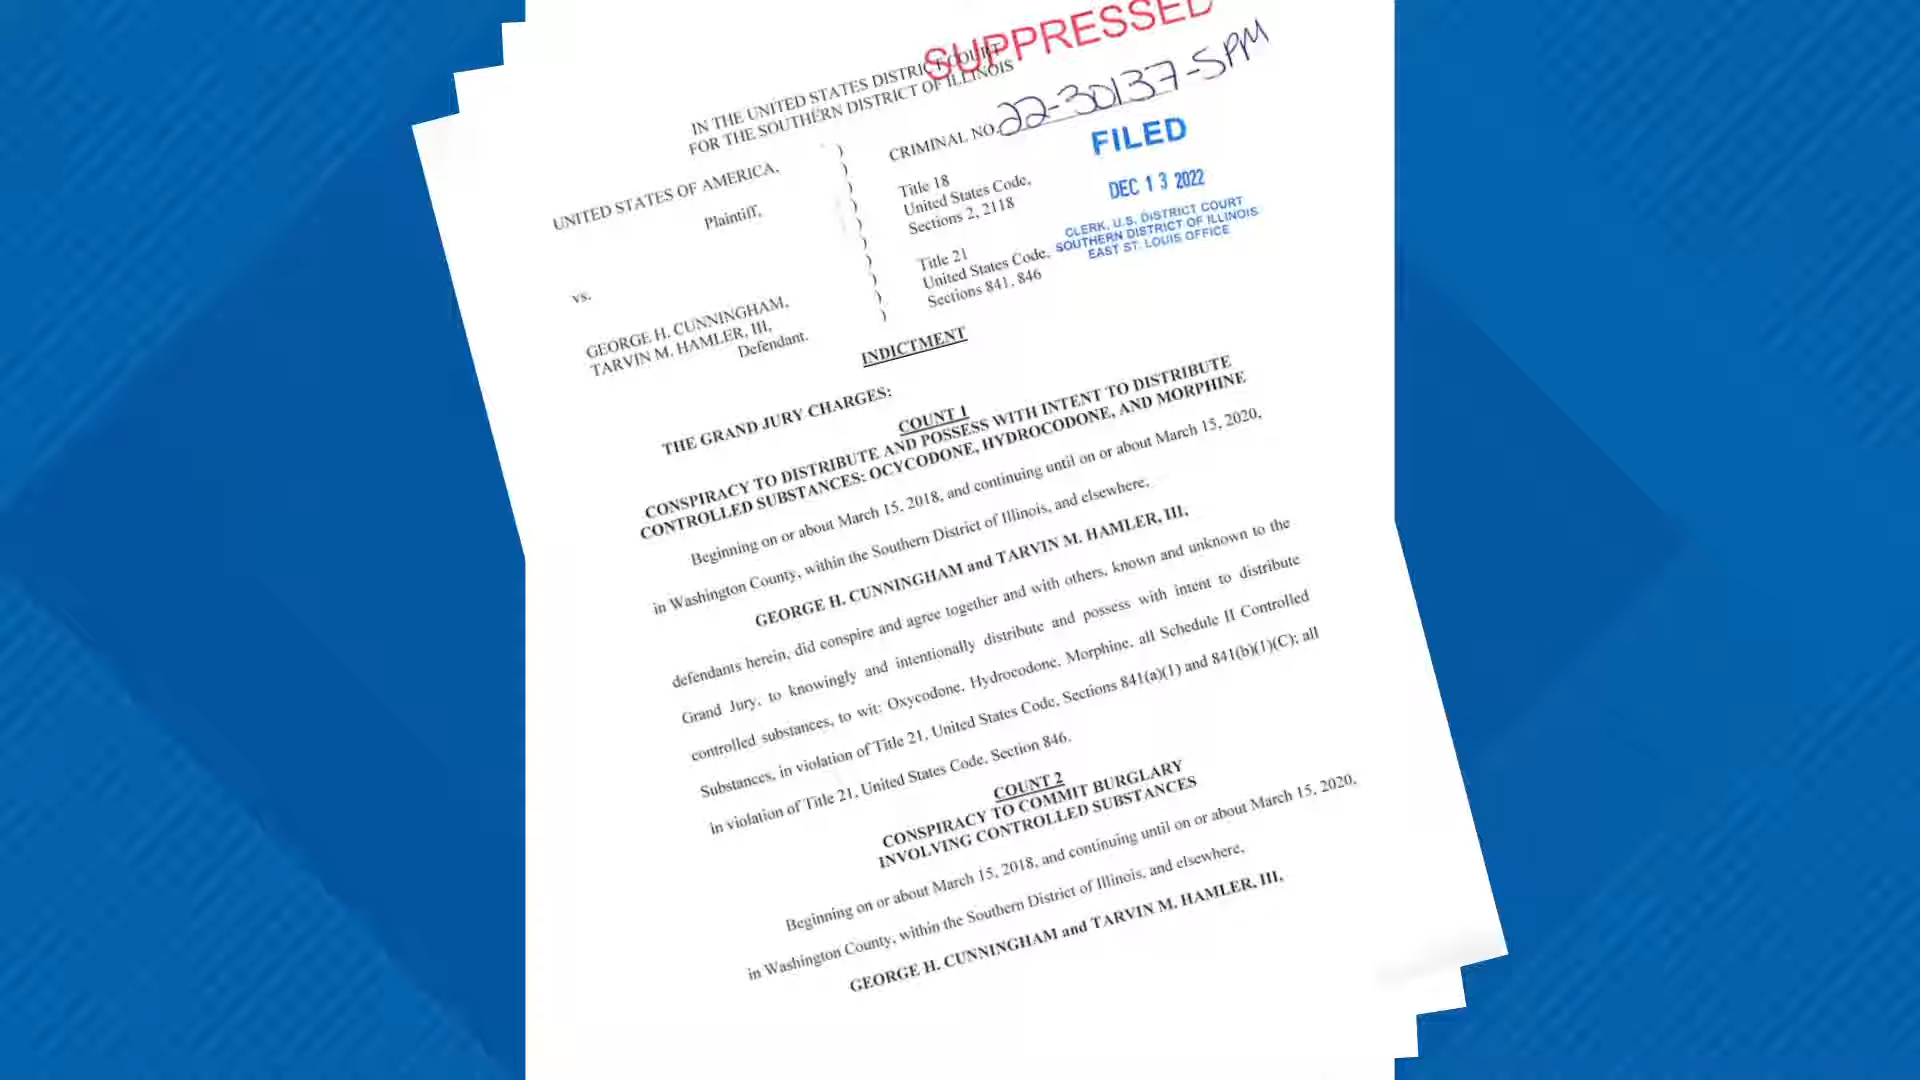 SUPPRESSED
IN THE UNITED STATES DISTRICT COURT
FOR THE SOUTHERN DISTRICT OF ILLINOIS
UNITED STATES OF AMERICA,
Plaintiff,
vs.
GEORGE H. CUNNINGHAM,
TARVIN M. HAMLER, III,
Defendant.
)
)
)
)
)
)
)
)
)
)
CRIMINAL NO. 22-30137-SPM
Title 18
United States Code,
Sections 2, 2118
Title 21
United States Code,
Sections 841, 846
FILED
DEC 13 2022
CLERK, U.S. DISTRICT COURT
SOUTHERN DISTRICT OF ILLINOIS
EAST ST. LOUIS OFFICE
INDICTMENT
THE GRAND JURY CHARGES:
COUNT 1
CONSPIRACY TO DISTRIBUTE AND POSSESS WITH INTENT TO DISTRIBUTE
CONTROLLED SUBSTANCES: OCYCODONE, HYDROCODONE, AND MORPHINE
Beginning on or about March 15, 2018, and continuing until on or about March 15, 2020,
in Washington County, within the Southern District of Illinois, and elsewhere,
GEORGE H. CUNNINGHAM and TARVIN M. HAMLER, III,
defendants herein, did conspire and agree together and with others, known and unknown to the
Grand Jury, to knowingly and intentionally distribute and possess with intent to distribute
controlled substances, to wit: Oxycodone, Hydrocodone, Morphine, all Schedule II Controlled
Substances, in violation of Title 21, United States Code, Sections 841(a)(1) and 841(b)(1)(C); all
in violation of Title 21, United States Code, Section 846.
COUNT 2
CONSPIRACY TO COMMIT BURGLARY
INVOLVING CONTROLLED SUBSTANCES
Beginning on or about March 15, 2018, and continuing until on or about March 15, 2020,
in Washington County, within the Southern District of Illinois, and elsewhere,
GEORGE H. CUNNINGHAM and TARVIN M. HAMLER, III,